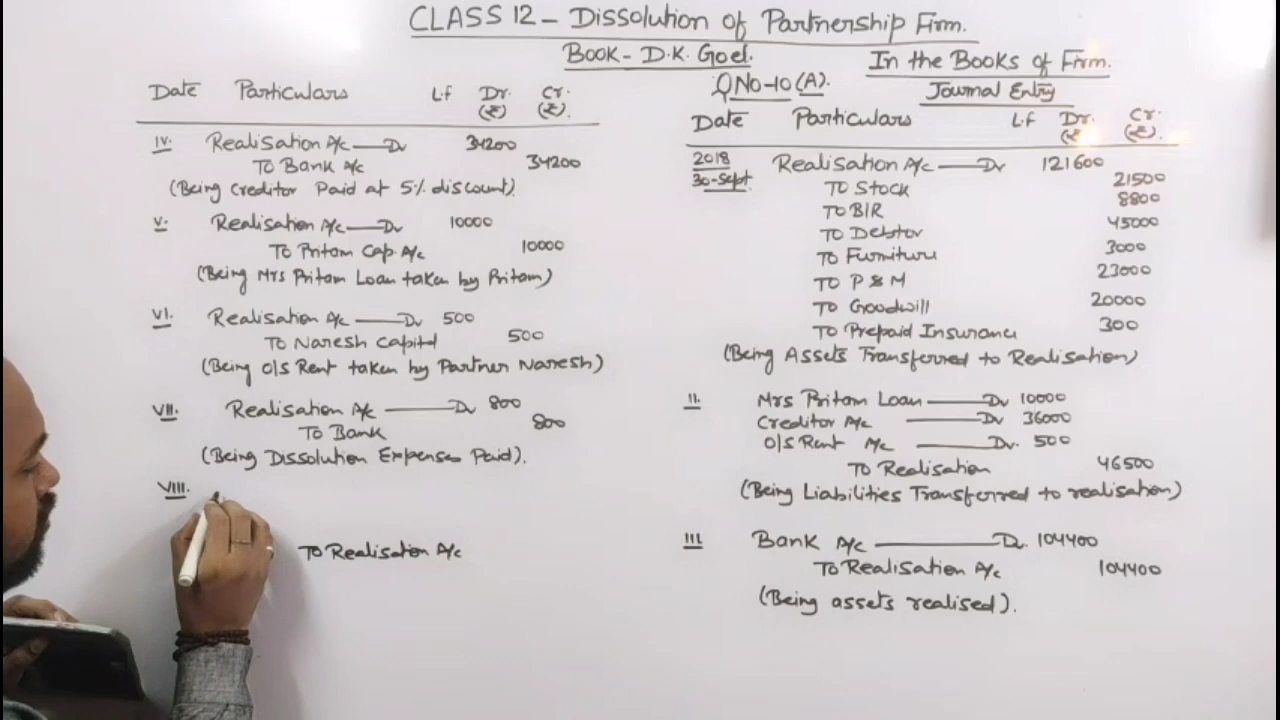 CLASS 12 - Dissolution of Partnership Firm.
Book - D.K. Goel.
In the Books of Firm.
QNo-10 (A).
Journal Entry
Date Particulars L.f Dr. (₹) Cr. (₹)
IV. Realisation A/c Dr 34200
To Bank A/c 34200
(Being Creditor Paid at 5% discount)
V. Realisation A/c Dr 10000
To Pritam Cap. A/c 10000
(Being Mrs Pritam Loan taken by Pritam)
VI. Realisation A/c Dr 500
To Naresh Capital 500
(Being O/s Rent taken by Partner Naresh)
VII. Realisation A/c Dr 800
To Bank 800
(Being Dissolution Expenses Paid).
VIII.
To Realisation A/c
Date Particulars L.f Dr. (₹ Cr. (₹).
2018
30-Sept Realisation A/c Dr 121600
To Stock 21500
To B/R 8800
To Debtor 45000
To Furniture 3000
To P & M 23000
To Goodwill 20000
To Prepaid Insurance 300
(Being Assets Transferred to Realisation)
II. Mrs Pritam Loan Dr 10000
Creditor A/c Dr 36000
O/s Rent A/c Dr. 500
To Realisation 46500
(Being Liabilities Transferred to realisation)
III Bank A/c Dr. 104400
To Realisation A/c 104400
(Being assets realised).